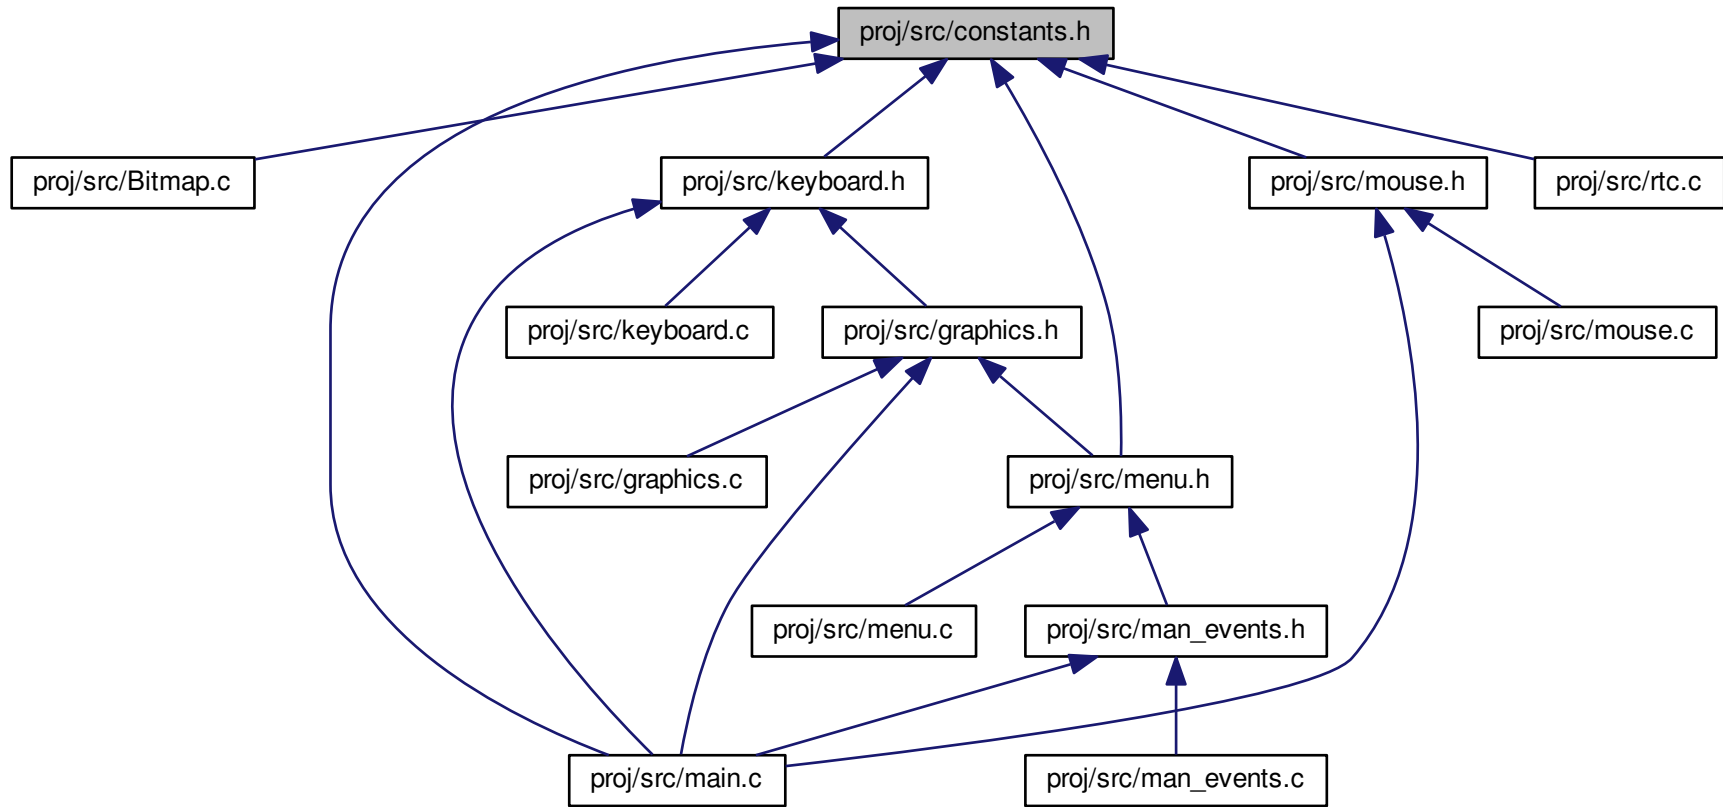 proj/src/constants.h
proj/src/Bitmap.c
proj/src/keyboard.h
proj/src/mouse.h
proj/src/rtc.c
proj/src/keyboard.c
proj/src/graphics.h
proj/src/mouse.c
proj/src/graphics.c
proj/src/menu.h
proj/src/menu.c
proj/src/man_events.h
proj/src/main.c
proj/src/man_events.c